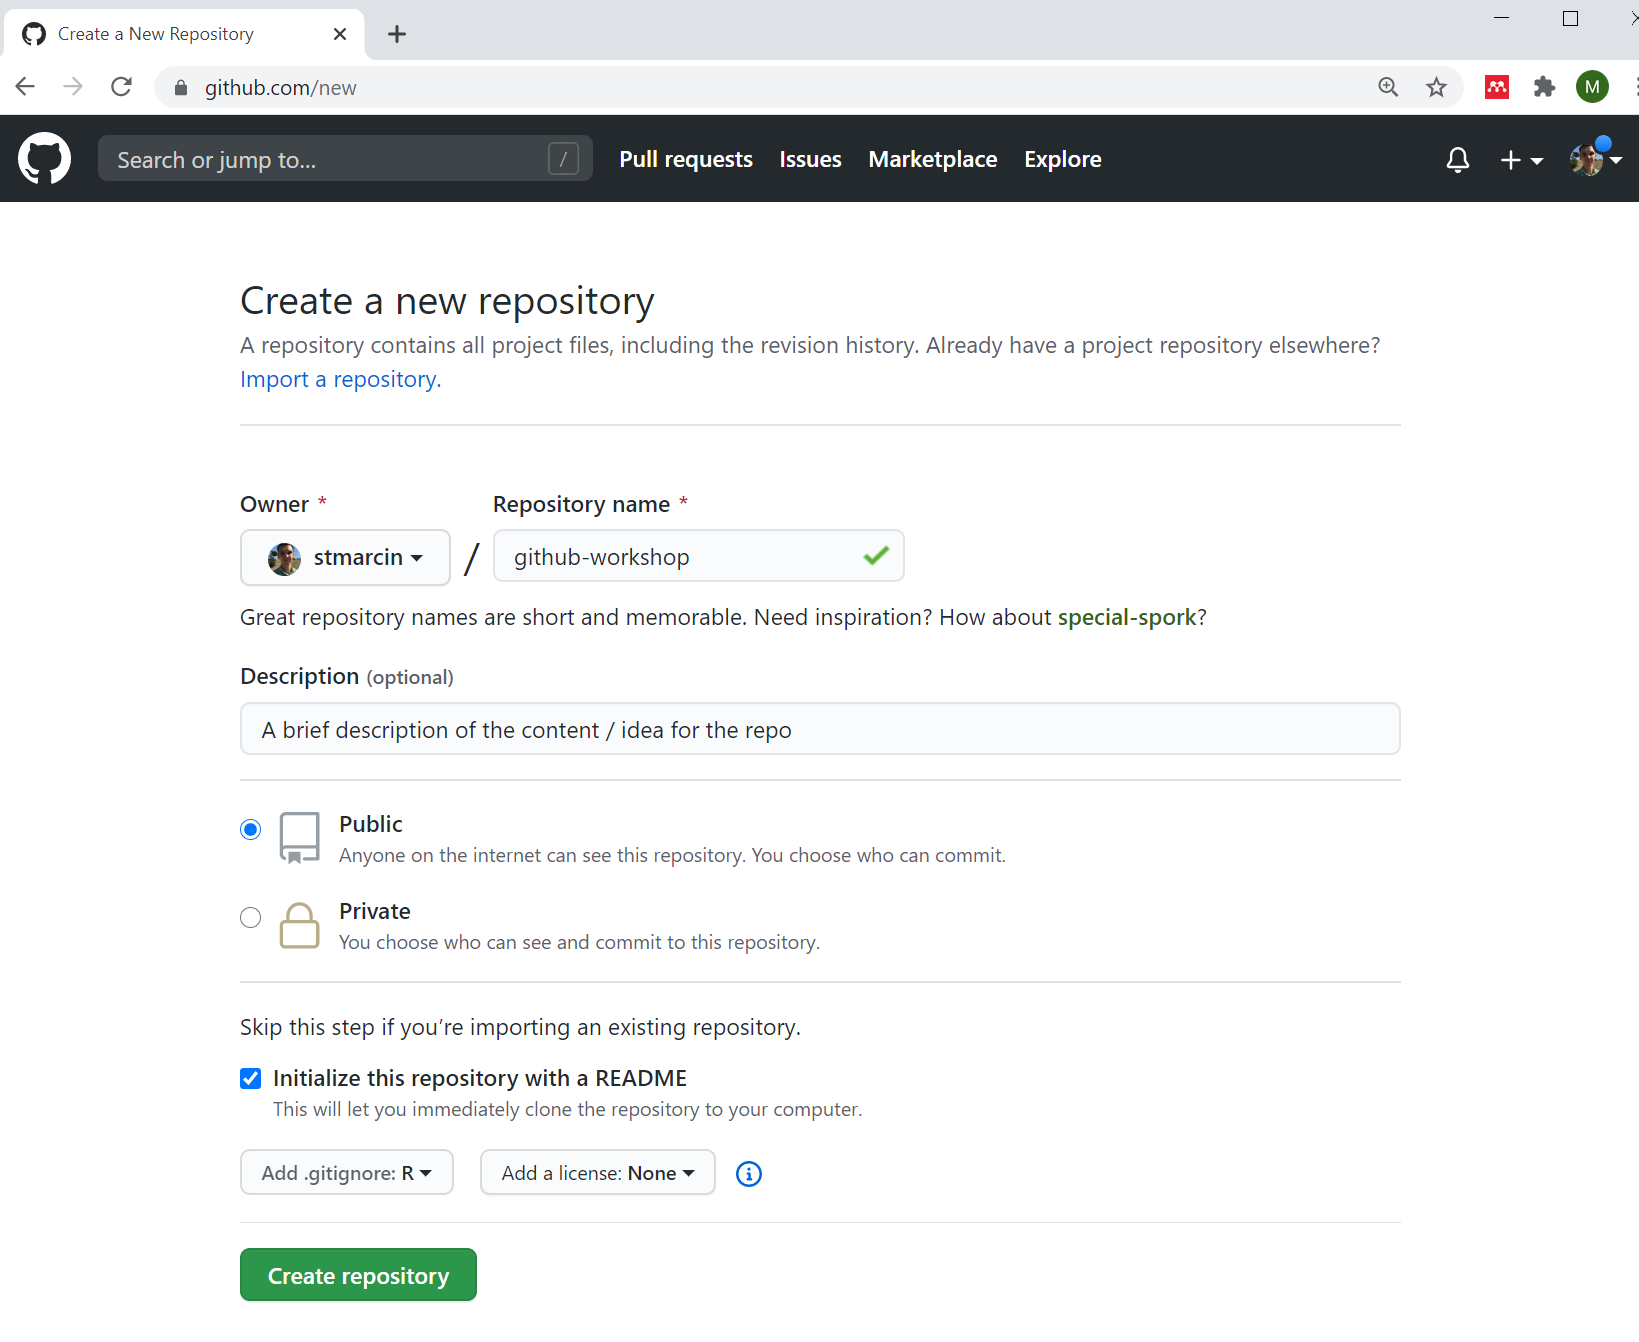 Create a New Repository
github.com/new
M
Search or jump to... /
Pull requests Issues Marketplace Explore
Create a new repository
A repository contains all project files, including the revision history. Already have a project repository elsewhere?
Import a repository.
Owner * Repository name *
stmarcin / github-workshop
Great repository names are short and memorable. Need inspiration? How about special-spork?
Description (optional)
A brief description of the content / idea for the repo
Public
Anyone on the internet can see this repository. You choose who can commit.
Private
You choose who can see and commit to this repository.
Skip this step if you’re importing an existing repository.
Initialize this repository with a README
This will let you immediately clone the repository to your computer.
Add .gitignore: R Add a license: None
Create repository